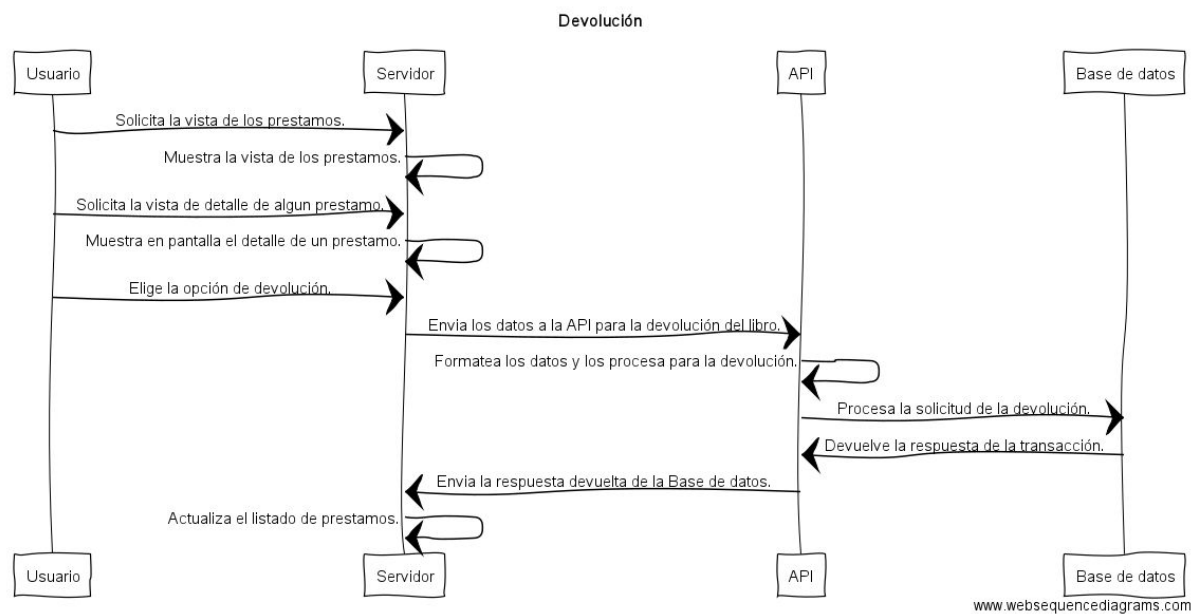 Devolución
Usuario
Servidor
API
Base de datos
Solicita la vista de los prestamos.
Muestra la vista de los prestamos.
Solicita la vista de detalle de algun prestamo.
Muestra en pantalla el detalle de un prestamo.
Elige la opción de devolución.
Envia los datos a la API para la devolución del libro.
Formatea los datos y los procesa para la devolución.
Procesa la solicitud de la devolución.
Devuelve la respuesta de la transacción.
Envia la respuesta devuelta de la Base de datos.
Actualiza el listado de prestamos.
Usuario
Servidor
API
Base de datos
www.websequencediagrams.com